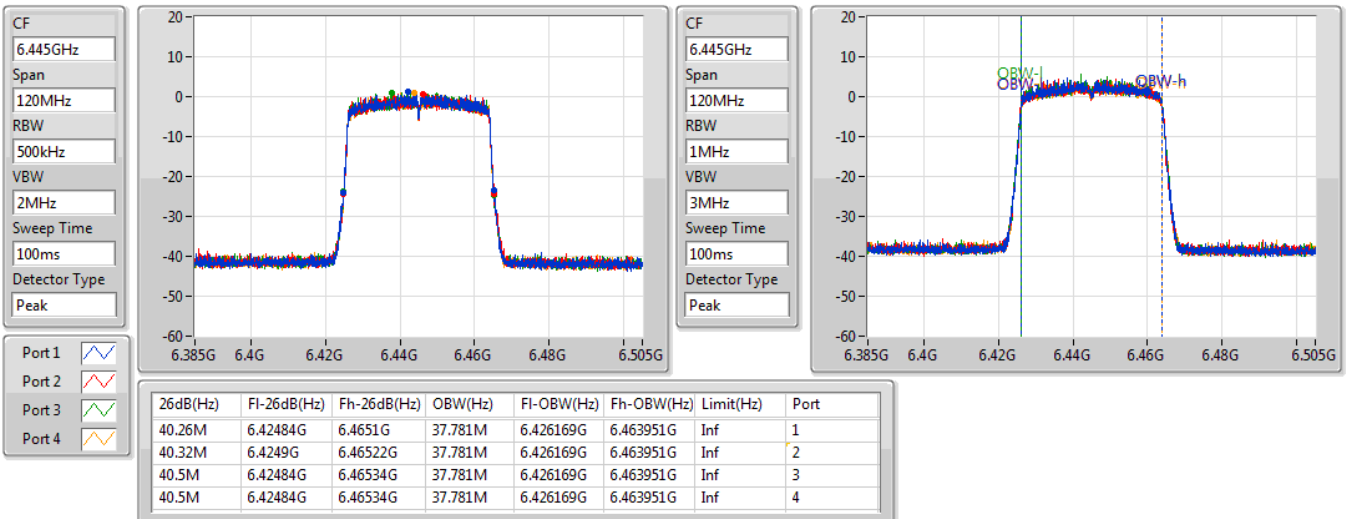 CF
6.445GHz
Span
120MHz
RBW
500kHz
VBW
2MHz
Sweep Time
100ms
Detector Type
Peak
20
10
0
-10
-20
-30
-40
-50
-60
6.385G 6.4G 6.42G 6.44G 6.46G 6.48G 6.505G
CF
6.445GHz
Span
120MHz
RBW
1MHz
VBW
3MHz
Sweep Time
100ms
Detector Type
Peak
20
10
0
-10
-20
-30
-40
-50
-60
OBW-l
OBW-h
6.385G 6.4G 6.42G 6.44G 6.46G 6.48G 6.505G
Port 1
Port 2
Port 3
Port 4
26dB(Hz) Fl-26dB(Hz) Fh-26dB(Hz) OBW(Hz) Fl-OBW(Hz) Fh-OBW(Hz) Limit(Hz) Port
40.26M 6.42484G 6.4651G 37.781M 6.426169G 6.463951G Inf 1
40.32M 6.4249G 6.46522G 37.781M 6.426169G 6.463951G Inf 2
40.5M 6.42484G 6.46534G 37.781M 6.426169G 6.463951G Inf 3
40.5M 6.42484G 6.46534G 37.781M 6.426169G 6.463951G Inf 4